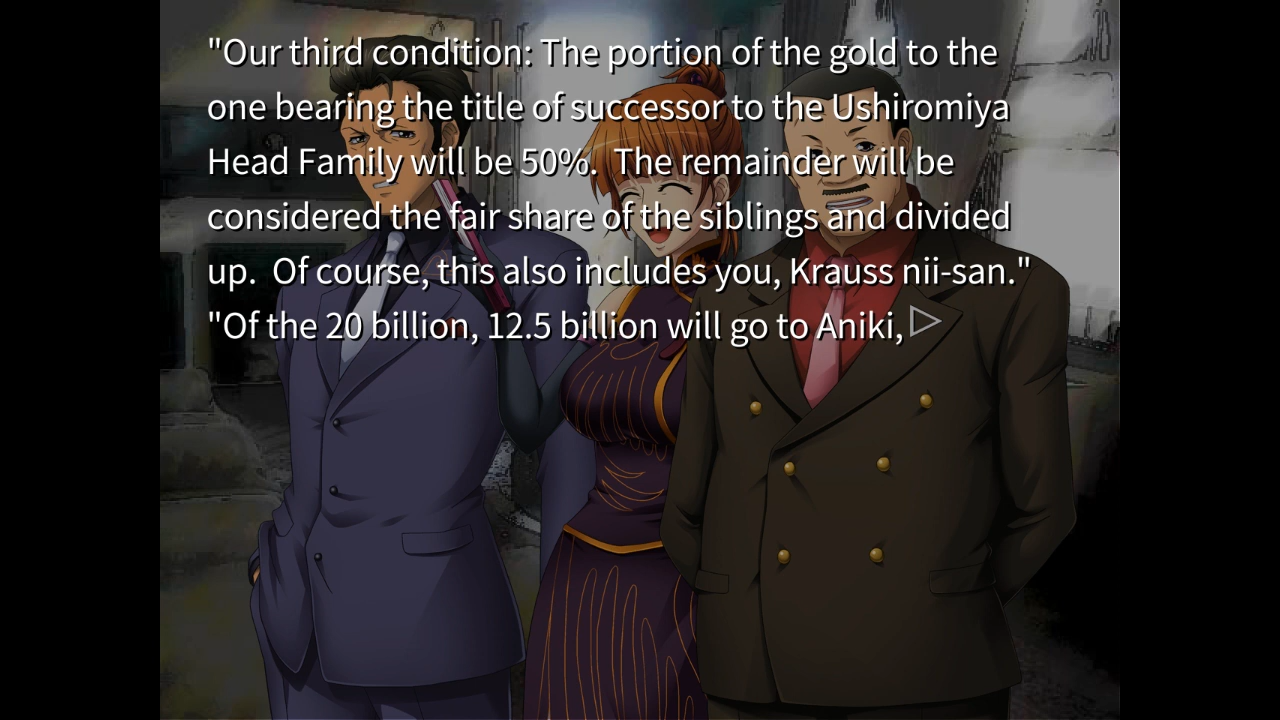 "Our third condition: The portion of the gold to the
one bearing the title of successor to the Ushiromiya
Head Family will be 50%.  The remainder will be
considered the fair share of the siblings and divided
up.  Of course, this also includes you, Krauss nii-san."
"Of the 20 billion, 12.5 billion will go to Aniki,